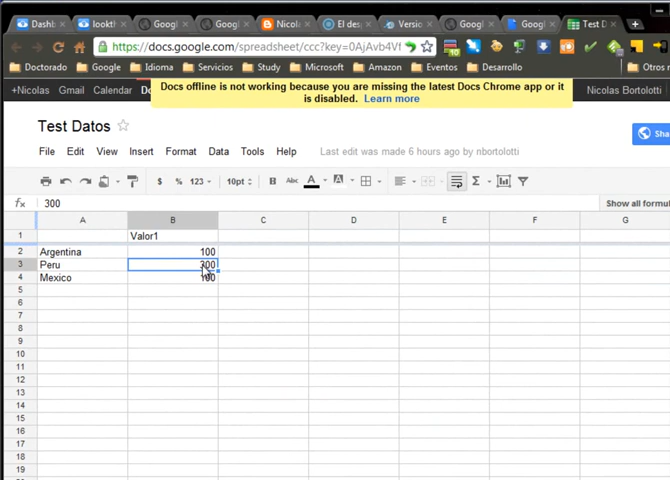 Dashb
lookt
Googl
Googl
Nicol
El des
Versio
Googl
Googl
Test D
https://docs.google.com/spreadsheet/ccc?key=0AjAvb4Vf
10
Doctorado Google Idioma Servicios Study Microsoft Amazon Eventos Desarrollo Otros
+Nicolas Gmail Calendar
Docs offline is not working because you are missing the latest Docs Chrome app or it
is disabled. Learn more
Nicolas Bortolotti
Test Datos
Sha
File Edit View Insert Format Data Tools Help Last edit was made 6 hours ago by nbortolotti
$ % 123 10pt B Abc A A Σ
fx 300 Show all formu
A B C D E F G
1 Valor1
2 Argentina 100
3 Peru 300
4 Mexico 100
5
6
7
8
9
10
11
12
13
14
15
16
17
18
19